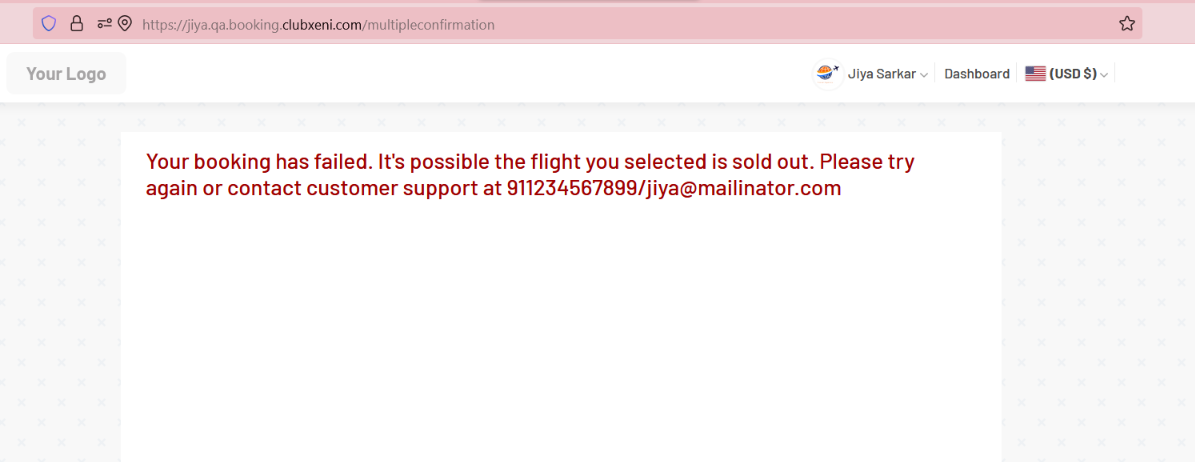 https://jiya.qa.booking.clubxeni.com/multipleconfirmation
Your Logo
Jiya Sarkar
Dashboard
(USD $)
Your booking has failed. It's possible the flight you selected is sold out. Please try
again or contact customer support at 911234567899/jiya@mailinator.com